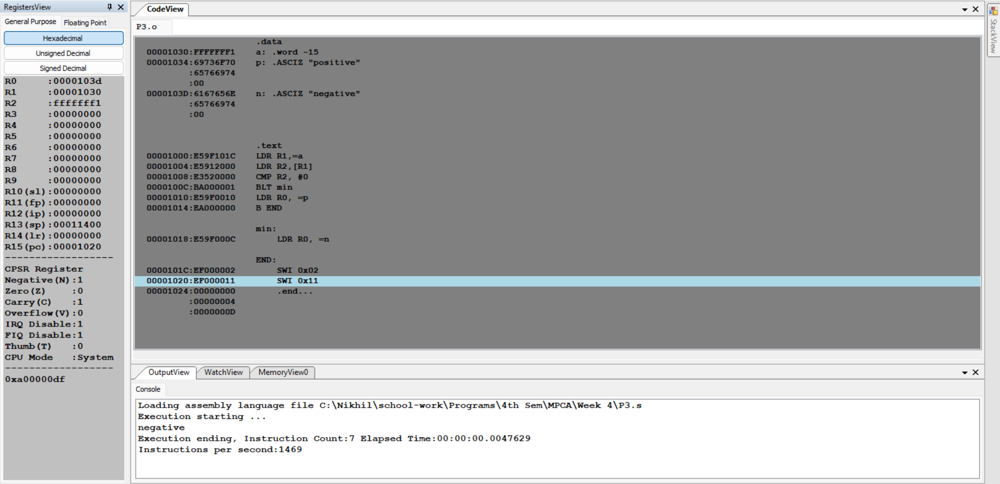 RegistersView
General Purpose Floating Point
Hexadecimal
Unsigned Decimal
Signed Decimal
R0 :0000103d
R1 :00001030
R2 :fffffff1
R3 :00000000
R4 :00000000
R5 :00000000
R6 :00000000
R7 :00000000
R8 :00000000
R9 :00000000
R10(sl):00000000
R11(fp):00000000
R12(ip):00000000
R13(sp):00011400
R14(lr):00000000
R15(pc):00001020
------------------
CPSR Register
Negative(N):1
Zero(Z) :0
Carry(C) :1
Overflow(V):0
IRQ Disable:1
FIQ Disable:1
Thumb(T) :0
CPU Mode :System
------------------
0xa00000df
CodeView
P3.o
.data
00001030:FFFFFFF1 a: .word -15
00001034:69736F70 p: .ASCIZ "positive"
:65766974
:00
0000103D:6167656E n: .ASCIZ "negative"
:65766974
:00
.text
00001000:E59F101C LDR R1,=a
00001004:E5912000 LDR R2,[R1]
00001008:E3520000 CMP R2, #0
0000100C:BA000001 BLT min
00001010:E59F0010 LDR R0, =p
00001014:EA000000 B END
min:
00001018:E59F000C LDR R0, =n
END:
0000101C:EF000002 SWI 0x02
00001020:EF000011 SWI 0x11
00001024:00000000 .end...
:00000004
:0000000D
OutputView WatchView MemoryView0
Console
Loading assembly language file C:\Nikhil\school-work\Programs\4th Sem\MPCA\Week 4\P3.s
Execution starting ...
negative
Execution ending, Instruction Count:7 Elapsed Time:00:00:00.0047629
Instructions per second:1469
StackView